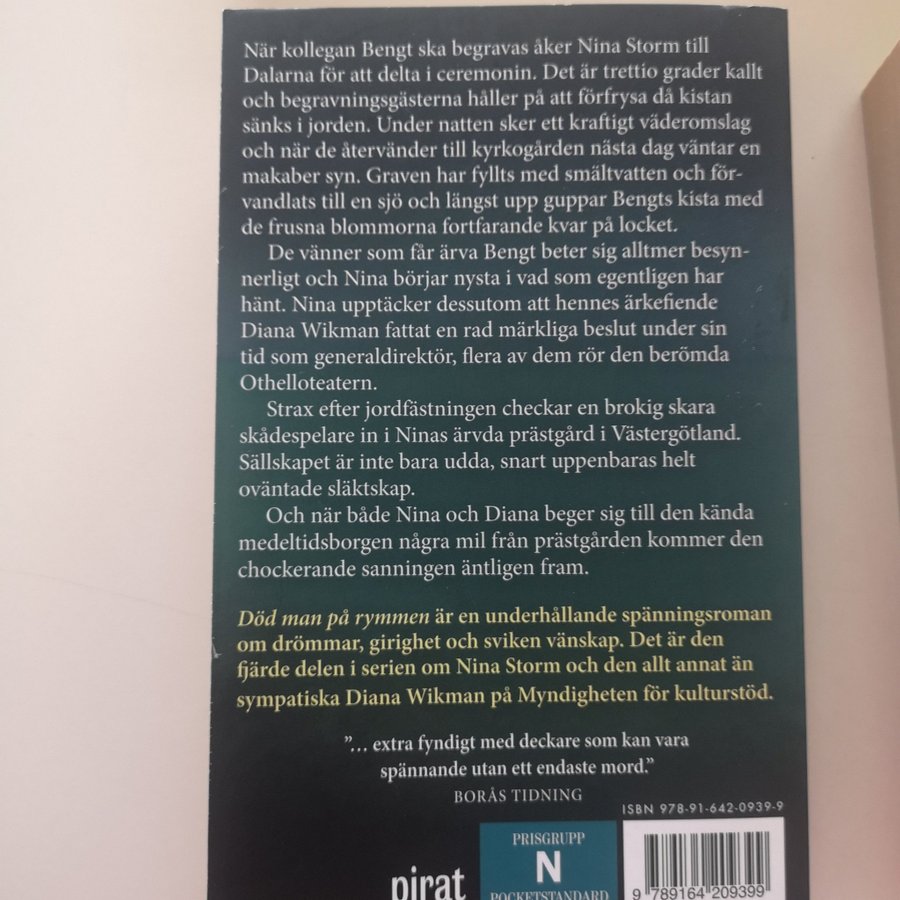 När kollegan Bengt ska begravas åker Nina Storm till
Dalarna för att delta i ceremonin. Det är trettio grader kallt
och begravningsgästerna håller på att förfrysa då kistan
sänks i jorden. Under natten sker ett kraftigt väderomslag
och när de återvänder till kyrkogården nästa dag väntar en
makaber syn. Graven har fyllts med smältvatten och för-
vandlats till en sjö och längst upp guppar Bengts kista med
de frusna blommorna fortfarande kvar på locket.
De vänner som får ärva Bengt beter sig alltmer besyn-
nerligt och Nina börjar nysta i vad som egentligen har
hänt. Nina upptäcker dessutom att hennes ärkefiende
Diana Wikman fattat en rad märkliga beslut under sin
tid som generaldirektör, flera av dem rör den berömda
Othelloteatern.
Strax efter jordfästningen checkar en brokig skara
skådespelare in i Ninas ärvda prästgård i Västergötland.
Sällskapet är inte bara udda, snart uppenbaras helt
oväntade släktskap.
Och när både Nina och Diana beger sig till den kända
medeltidsborgen några mil från prästgården kommer den
chockerande sanningen äntligen fram.
Död man på rymmen är en underhållande spänningsroman
om drömmar, girighet och sviken vänskap. Det är den
fjärde delen i serien om Nina Storm och den allt annat än
sympatiska Diana Wikman på Myndigheten för kulturstöd.
”... extra fyndigt med deckare som kan vara
spännande utan ett endaste mord.”
BORÅS TIDNING
ISBN 978-91-642-0939-9
PRISGRUPP
N
POCKETSTANDARD
pirat
9 789164 209399